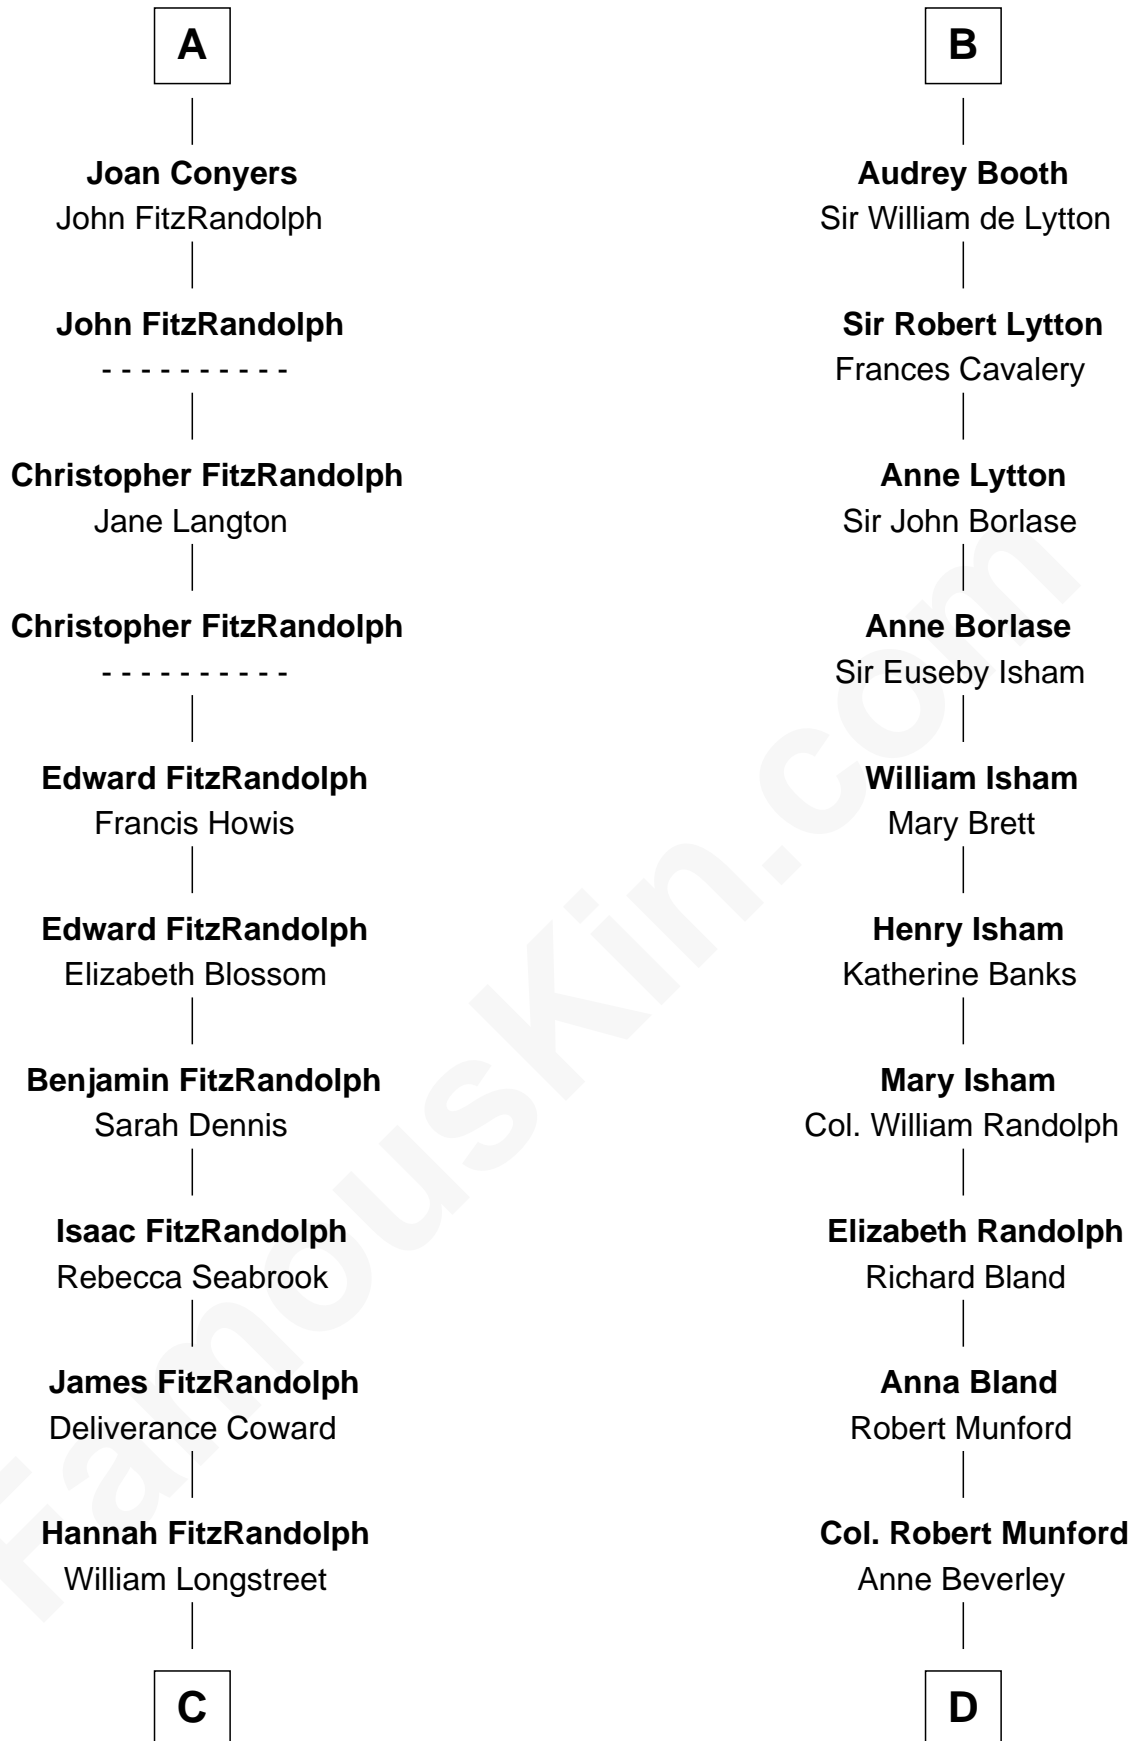 A
Joan Conyers
John FitzRandolph
John FitzRandolph
- - - - - - - - - -
Christopher FitzRandolph
Jane Langton
Christopher FitzRandolph
- - - - - - - - - -
Edward FitzRandolph
Francis Howis
Edward FitzRandolph
Elizabeth Blossom
Benjamin FitzRandolph
Sarah Dennis
Isaac FitzRandolph
Rebecca Seabrook
James FitzRandolph
Deliverance Coward
Hannah FitzRandolph
William Longstreet
C
B
Audrey Booth
Sir William de Lytton
Sir Robert Lytton
Frances Cavalery
Anne Lytton
Sir John Borlase
Anne Borlase
Sir Euseby Isham
William Isham
Mary Brett
Henry Isham
Katherine Banks
Mary Isham
Col. William Randolph
Elizabeth Randolph
Richard Bland
Anna Bland
Robert Munford
Col. Robert Munford
Anne Beverley
D
FamousKin.com